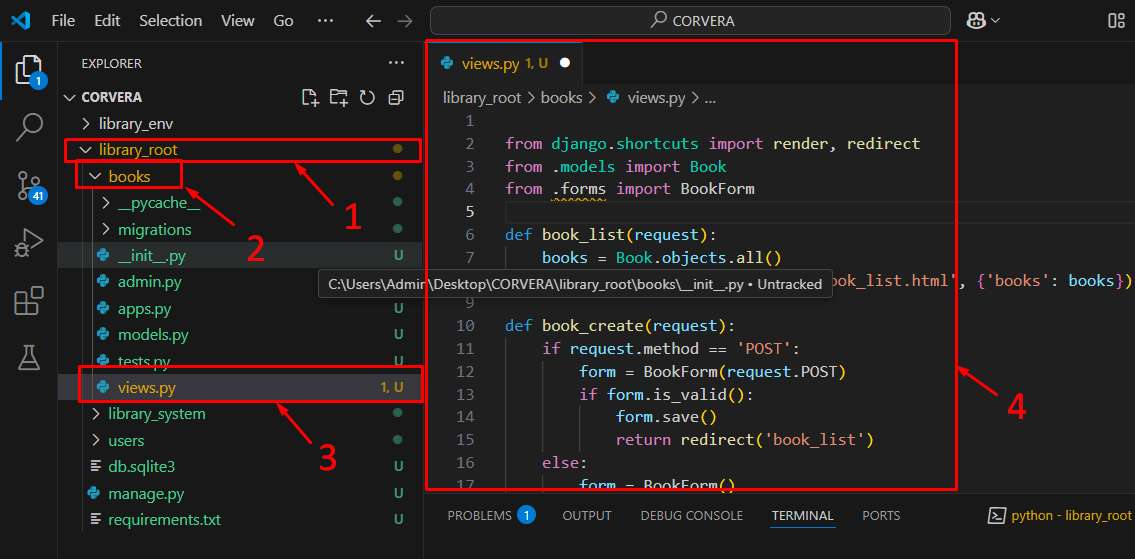 File Edit Selection View Go ... CORVERA
EXPLORER ...
1
CORVERA
library_env
library_root
books
__pycache__
migrations
__init__.py U
admin.py
apps.py U
models.py U
tests.py U
views.py 1, U
library_system
users
db.sqlite3 U
manage.py U
requirements.txt U
41
1
2
3
4
C:\Users\Admin\Desktop\CORVERA\library_root\books\__init__.py • Untracked
views.py 1, U
library_root > books > views.py > ...
1
2 from django.shortcuts import render, redirect
3 from .models import Book
4 from .forms import BookForm
5
6 def book_list(request):
7 books = Book.objects.all()
book_list.html', {'books': books})
9
10 def book_create(request):
11 if request.method == 'POST':
12 form = BookForm(request.POST)
13 if form.is_valid():
14 form.save()
15 return redirect('book_list')
16 else:
17 form = BookForm()
PROBLEMS 1 OUTPUT DEBUG CONSOLE TERMINAL PORTS python - library_root